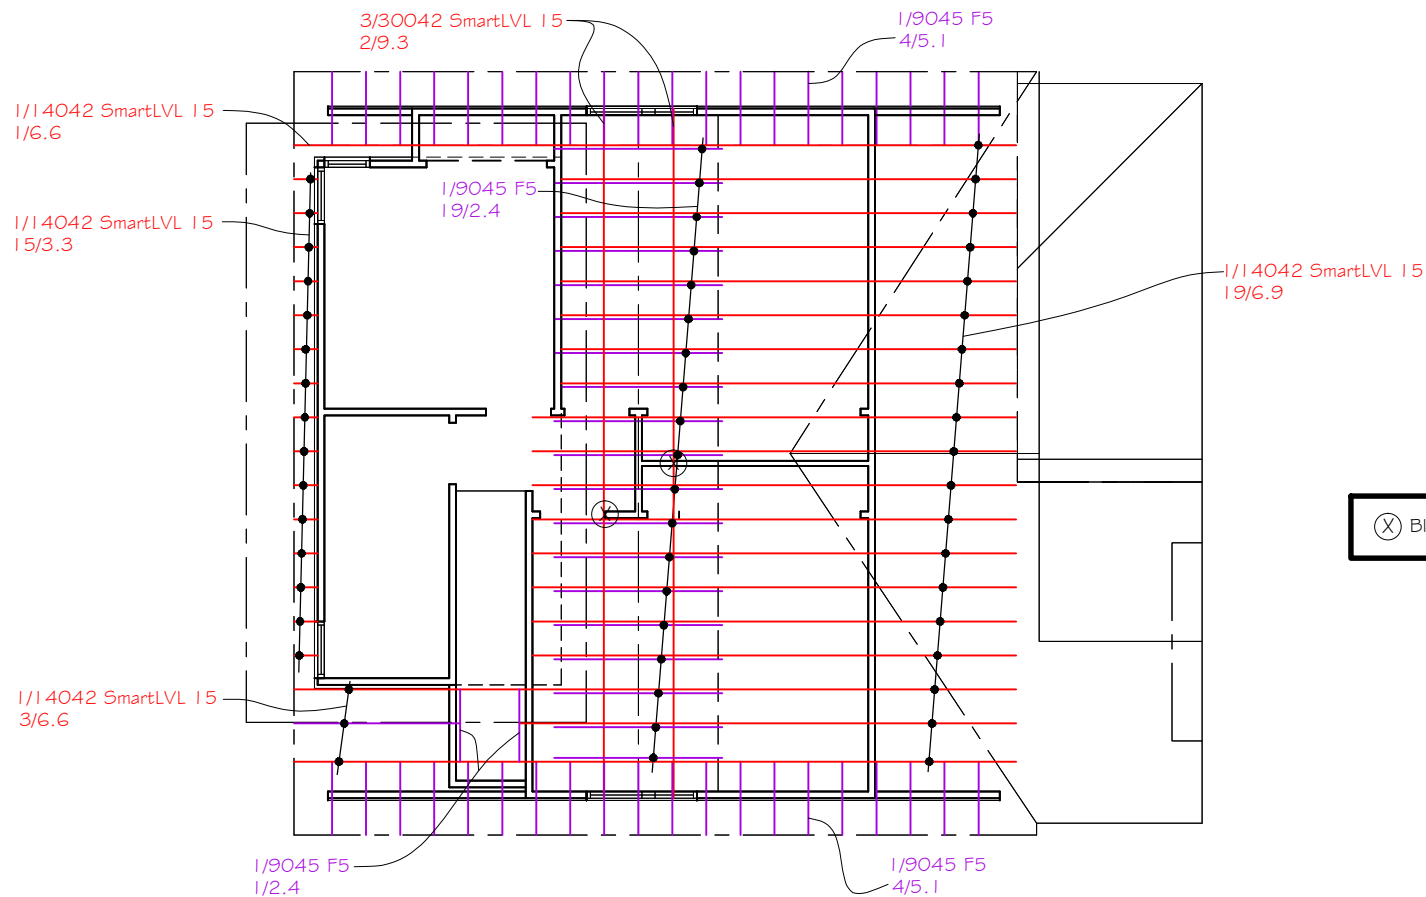 3/30042 SmartLVL 15
2/9.3
1/9045 F5
4/5.1
1/14042 SmartLVL 15
1/6.6
1/9045 F5
19/2.4
1/14042 SmartLVL 15
15/3.3
1/14042 SmartLVL 15
19/6.9
X
X
X
1/14042 SmartLVL 15
3/6.6
1/9045 F5
1/2.4
1/9045 F5
4/5.1